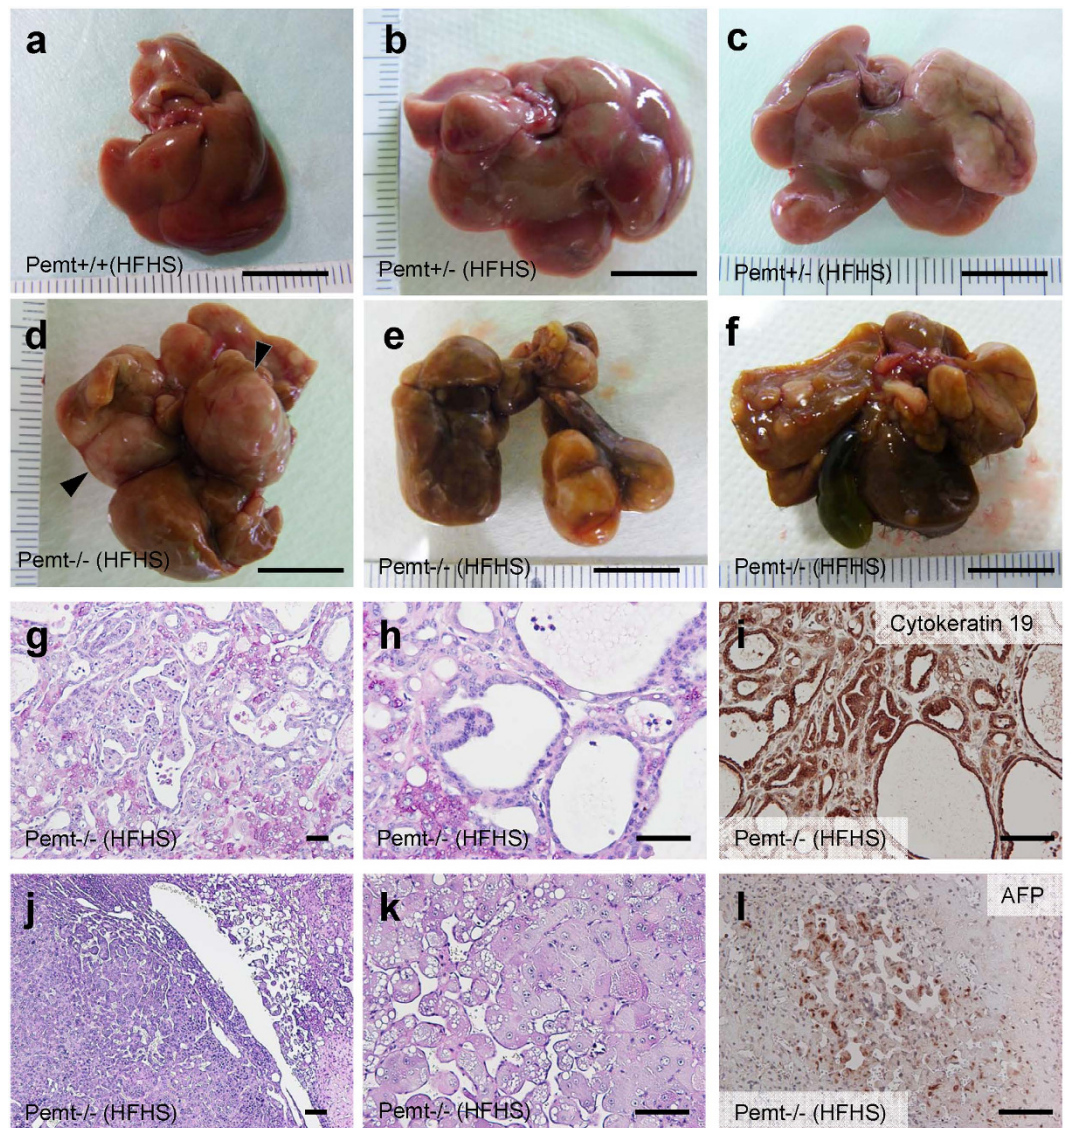 a
Pemt+/+(HFHS)
b
Pemt+/- (HFHS)
c
Pemt+/- (HFHS)
d
Pemt-/- (HFHS)
e
Pemt-/- (HFHS)
f
Pemt-/- (HFHS)
g
Pemt-/- (HFHS)
h
Pemt-/- (HFHS)
i
Cytokeratin 19
Pemt-/- (HFHS)
j
Pemt-/- (HFHS)
k
Pemt-/- (HFHS)
l
AFP
Pemt-/- (HFHS)